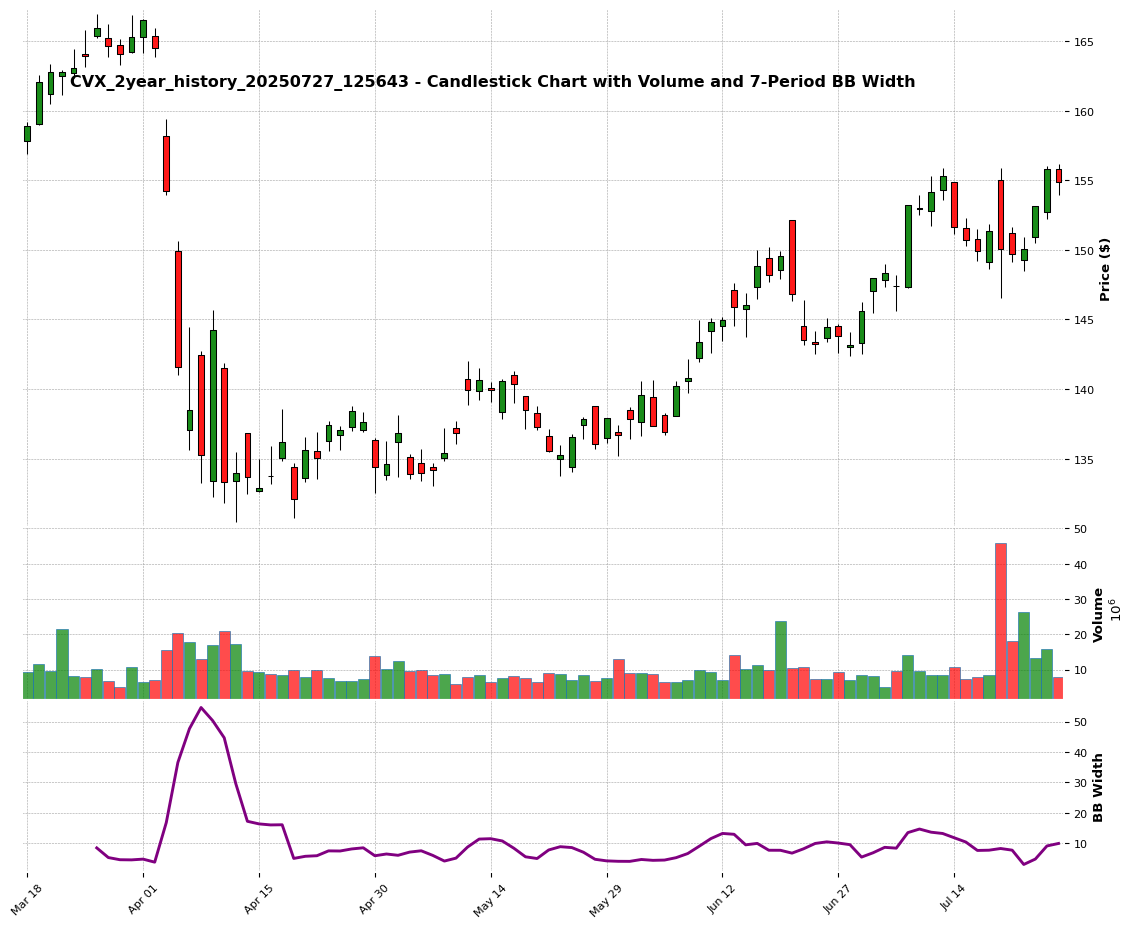 CVX_2year_history_20250727_125643 - Candlestick Chart with Volume and 7-Period BB Width
165
160
155
150
145
140
135
Price ($)
50
40
30
20
10
Volume
10^6
50
40
30
20
10
BB Width
Mar 18
Apr 01
Apr 15
Apr 30
May 14
May 29
Jun 12
Jun 27
Jul 14